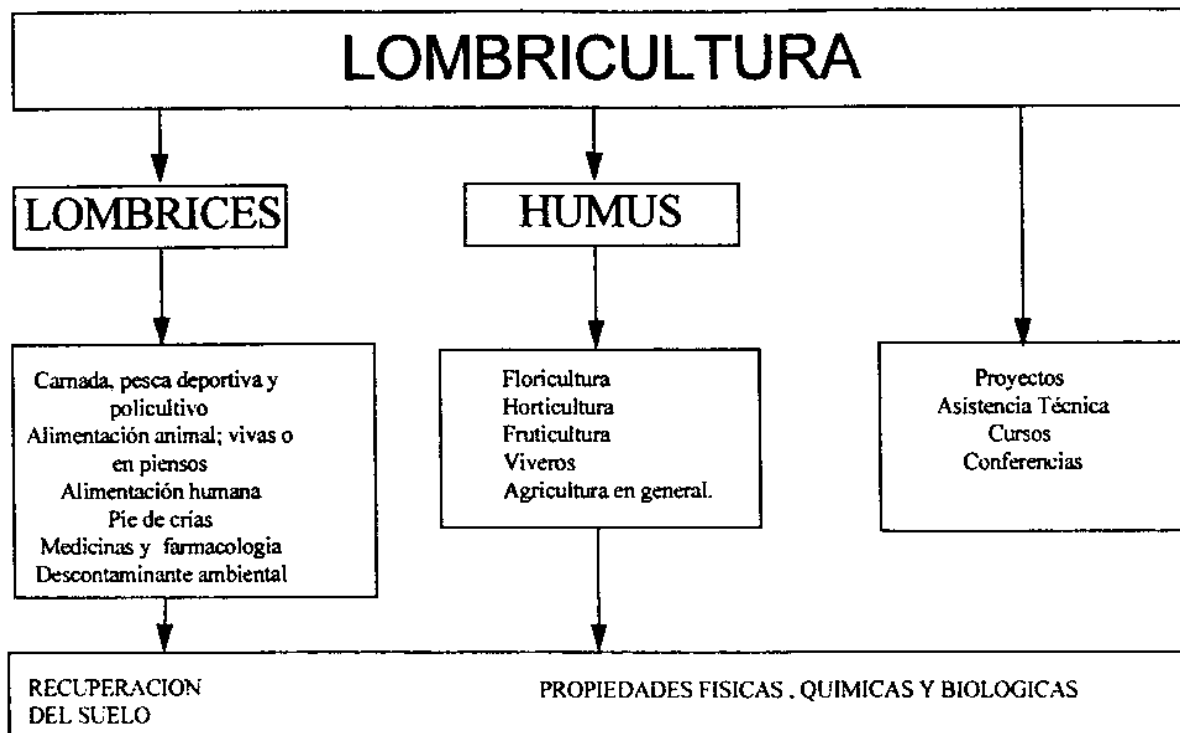 LOMBRICULTURA
LOMBRICES
HUMUS
Carnada, pesca deportiva y
policultivo
Alimentación animal; vivas o
en piensos
Alimentación humana
Pie de crías
Medicinas y farmacologia
Descontaminante ambiental
Floricultura
Horticultura
Fruticultura
Viveros
Agricultura en general.
Proyectos
Asistencia Técnica
Cursos
Conferencias
RECUPERACION
DEL SUELO
PROPIEDADES FISICAS , QUIMICAS Y BIOLOGICAS